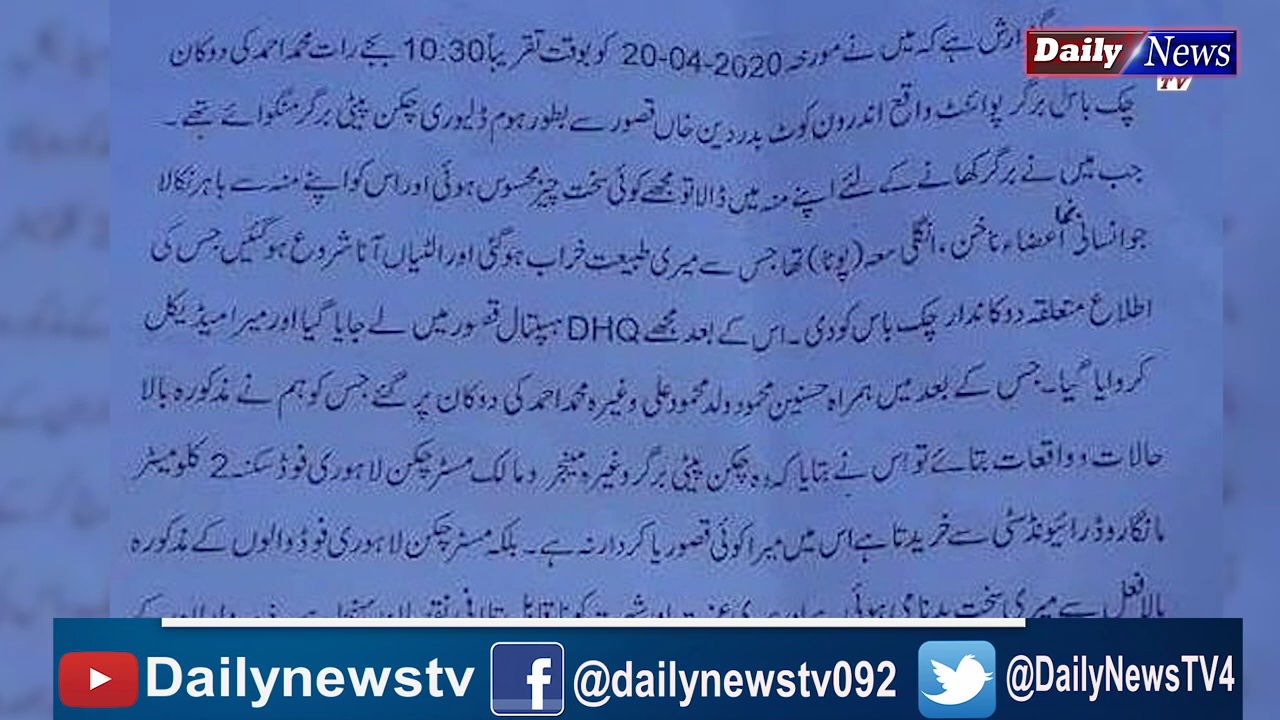 گزارش ہے کہ میں نے مورخہ 20-04-2020 کو بوقت تقریباً 10.30 بجے رات محمد احمد کی دوکان
چک باس برگر پوائنٹ واقع اندرون کوٹ بدر دین خاں قصور سے بطور ہوم ڈلیوری چکن پیٹی برگر منگوائے تھے۔
جب میں نے برگر کھانے کے لئے اپنے منہ میں ڈالا تو مجھے کوئی سخت چیز محسوس ہوئی اور اس کو اپنے منہ سے باہر نکالا
جو انسانی اعضاء ناخن، انگلی معہ (پوٹا) تھا جس سے میری طبیعت خراب ہو گئی اور الٹیاں آنا شروع ہو گئیں جس کی
اطلاع متعلقہ دوکاندار چک باس کو دی۔ اس کے بعد مجھے DHQ ہسپتال قصور میں لے جایا گیا اور میرا میڈیکل
کروایا گیا۔ جس کے بعد میں ہمراہ حسنین محمود ولد محمود علی وغیرہ محمد احمد کی دوکان پر گئے جس کو ہم نے مذکورہ بالا
حالات و واقعات بتائے تو اس نے بتایا کہ وہ چکن پیٹی برگر وغیرہ منیجر و مالک مسٹر چکن لاہوری فوڈ سکنہ 2 کلومیٹر
مانگا روڈ رائیونڈ سٹی سے خریدتا ہے اس میں میرا کوئی قصور یا کردار نہ ہے۔ بلکہ مسٹر چکن لاہوری فوڈ والوں کے مذکورہ
بالا فعل سے میری سخت بدنامی ہوئی ہے
Daily News
TV
Dailynewstv
@dailynewstv092
@DailyNewsTV4